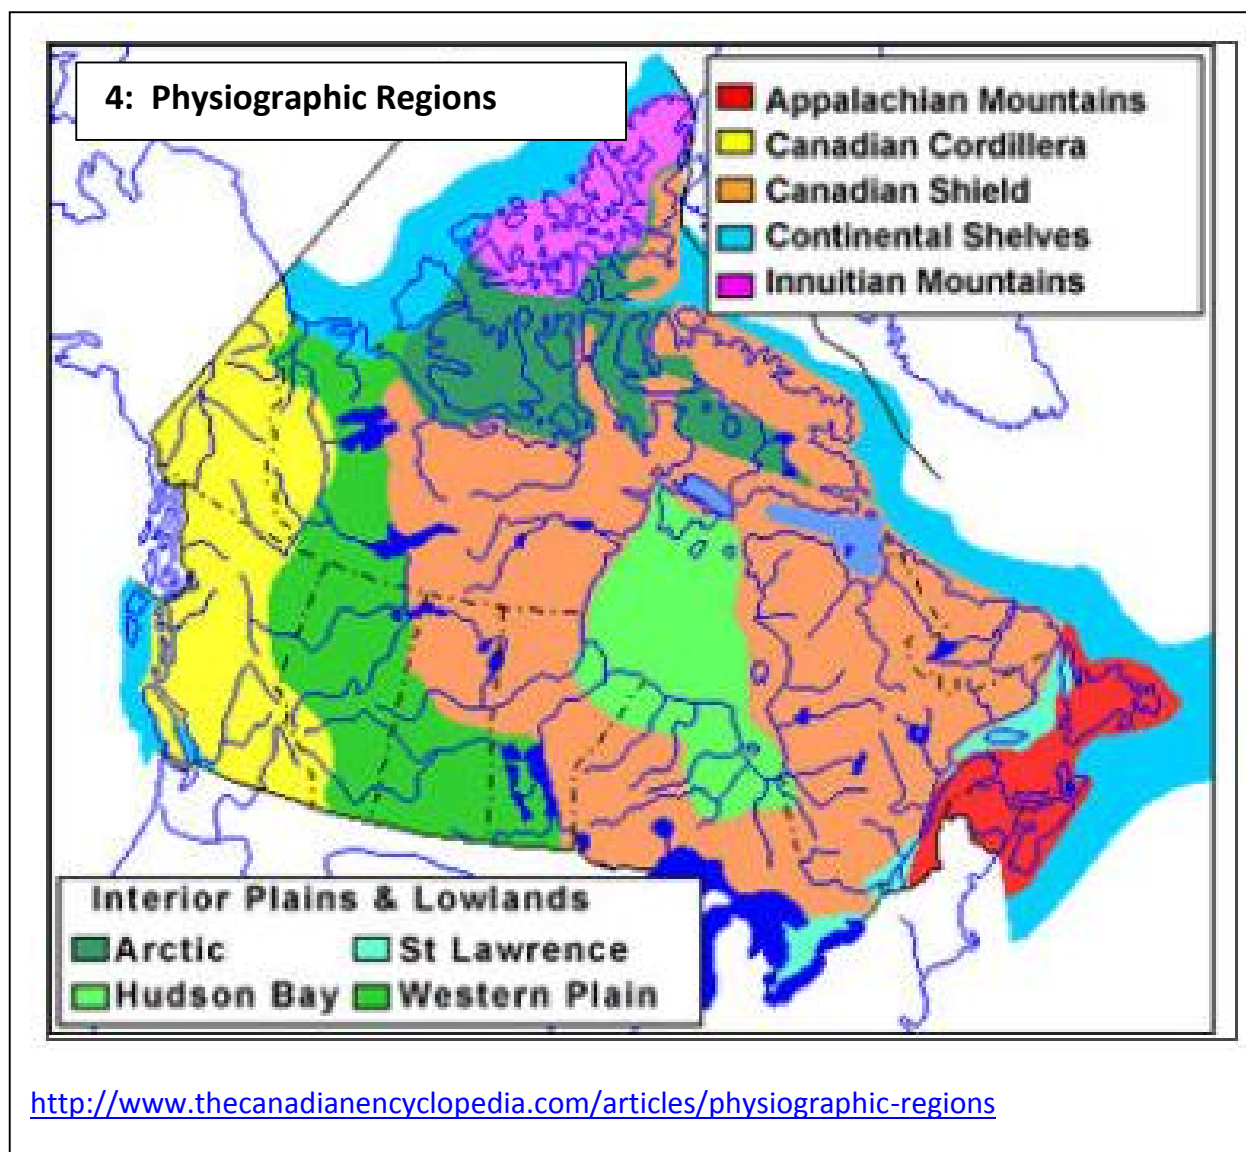 4: Physiographic Regions
Appalachian Mountains
Canadian Cordillera
Canadian Shield
Continental Shelves
Innuitian Mountains
Interior Plains & Lowlands
Arctic
St Lawrence
Hudson Bay
Western Plain
http://www.thecanadianencyclopedia.com/articles/physiographic-regions